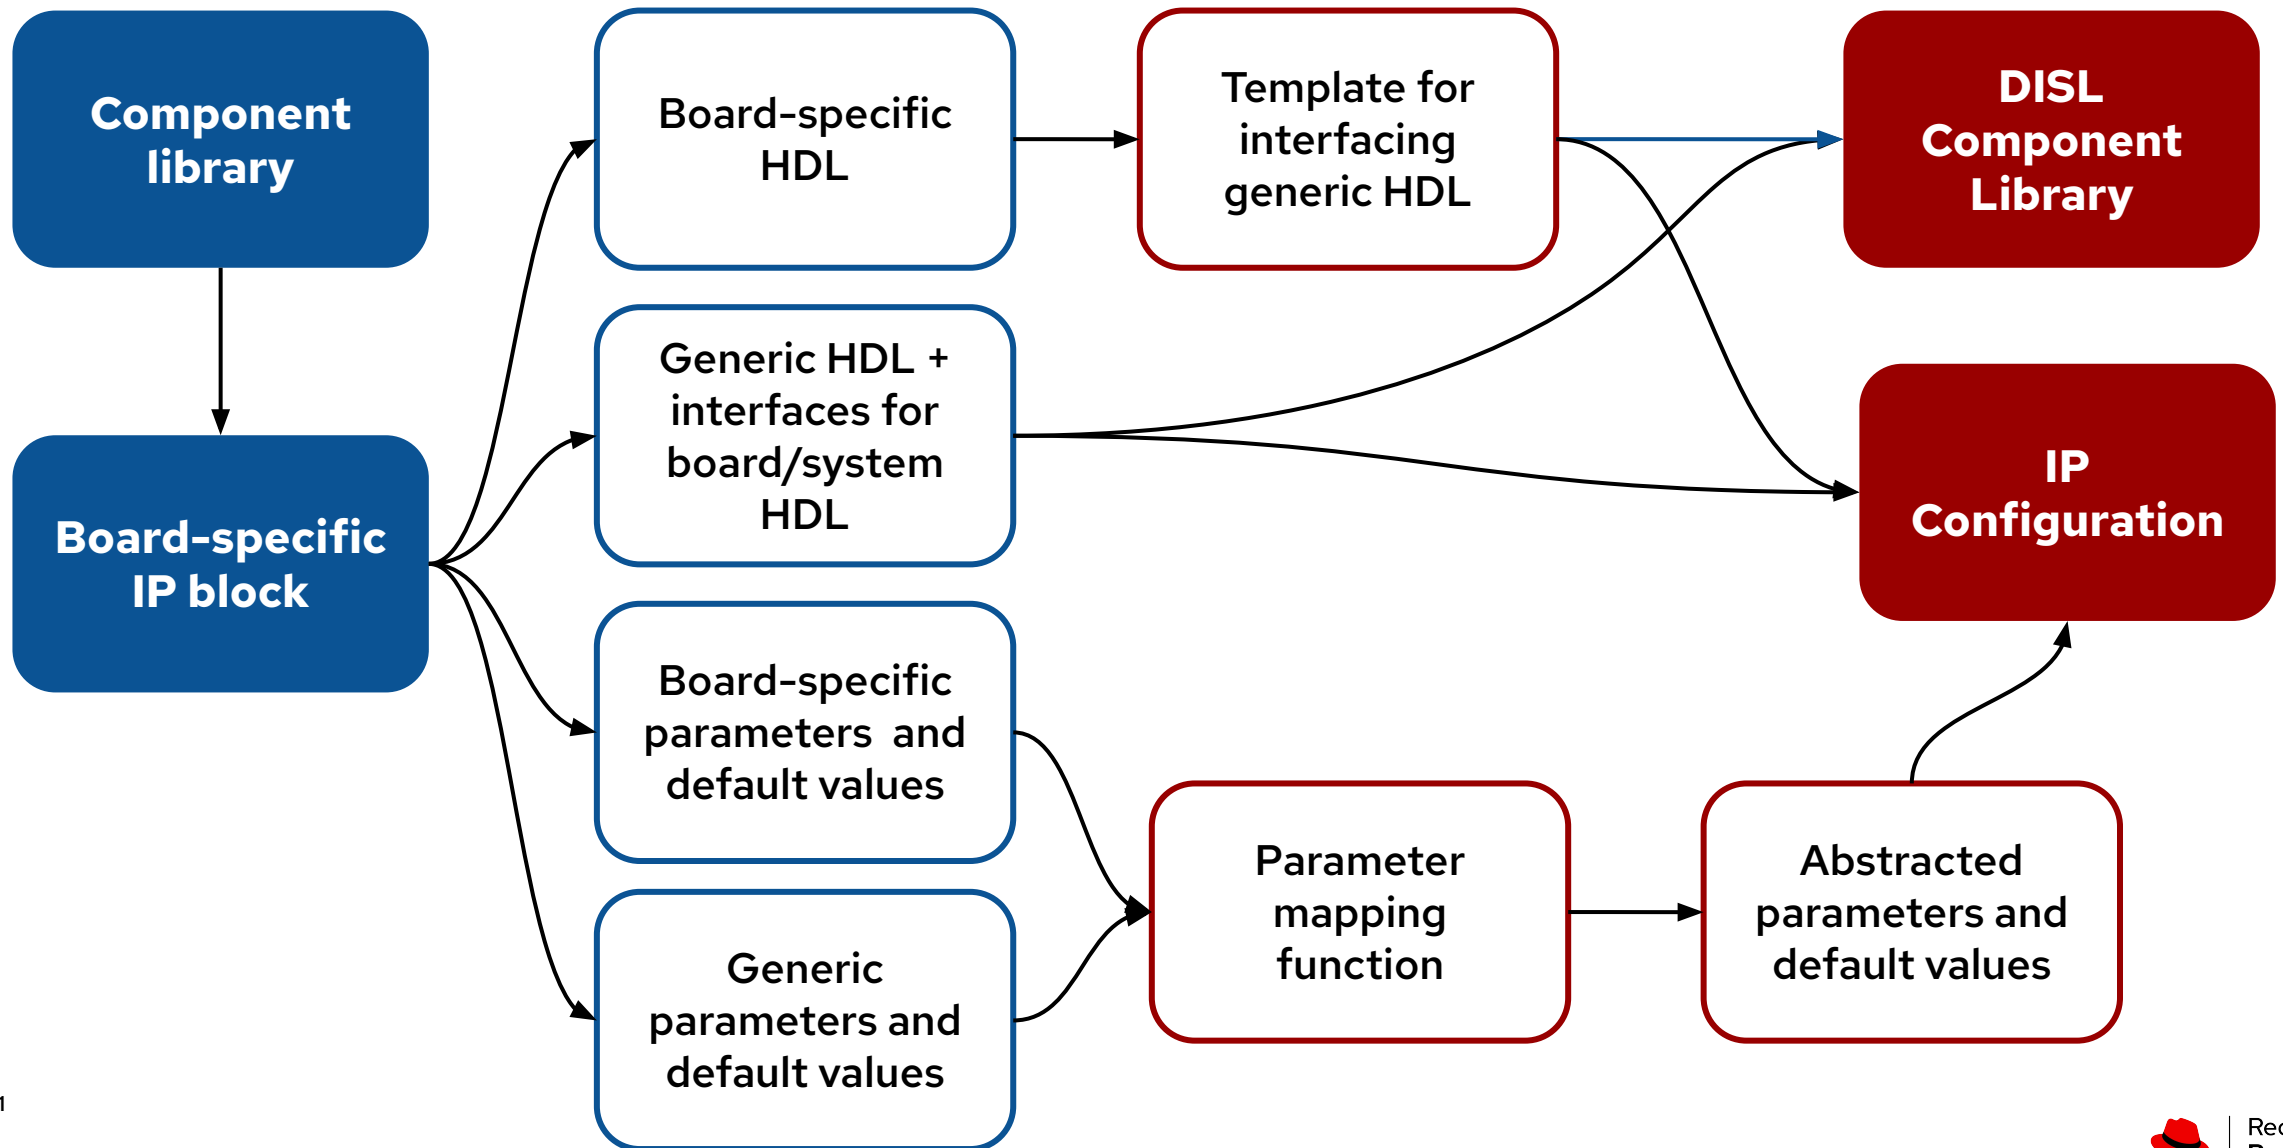 Component
library
Board-specific
HDL
Template for
interfacing
generic HDL
DISL
Component
Library
Generic HDL +
interfaces for
board/system
HDL
IP
Configuration
Board-specific
IP block
Board-specific
parameters and
default values
Parameter
mapping
function
Abstracted
parameters and
default values
Generic
parameters and
default values
1